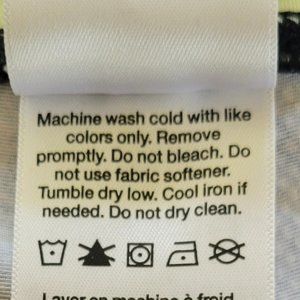 Machine wash cold with like
colors only. Remove
promptly. Do not bleach. Do
not use fabric softener.
Tumble dry low. Cool iron if
needed. Do not dry clean.
Laver en machine à froid